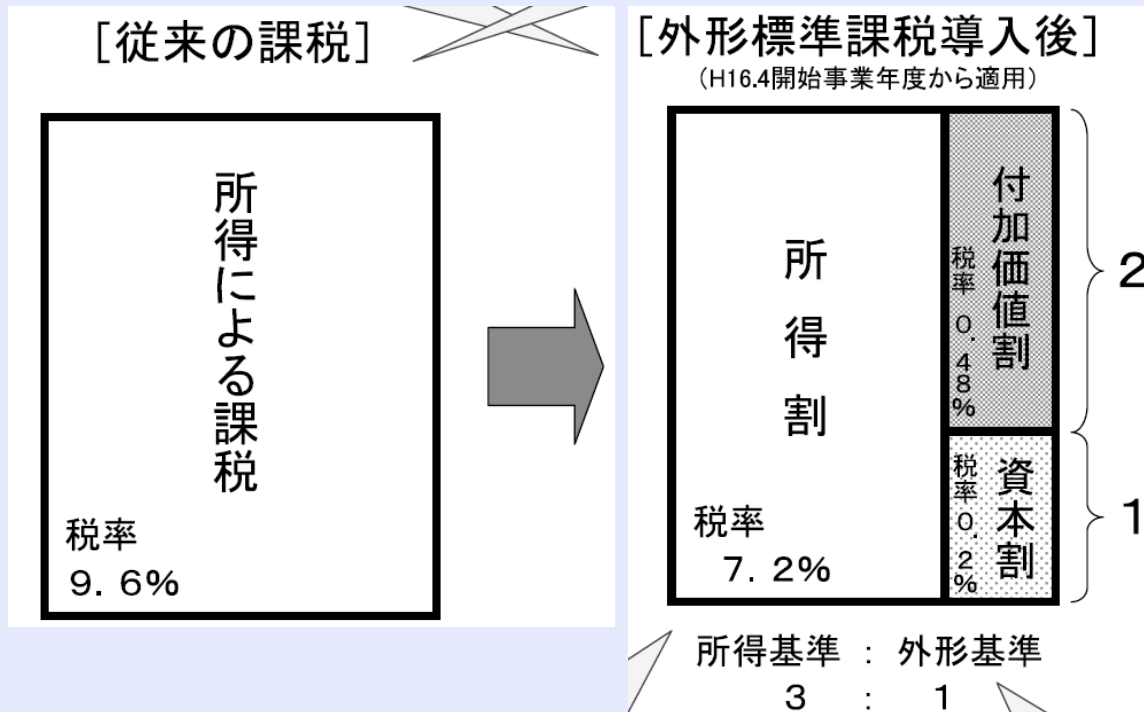 ［従来の課税］
所得による課税
税率
９．６％
［外形標準課税導入後］
（H16.4開始事業年度から適用）
所得割
税率
７．２％
付加価値割
税率０．４８％
２
資本割
税率０．２％
１
所得基準 ： 外形基準
３ ： １